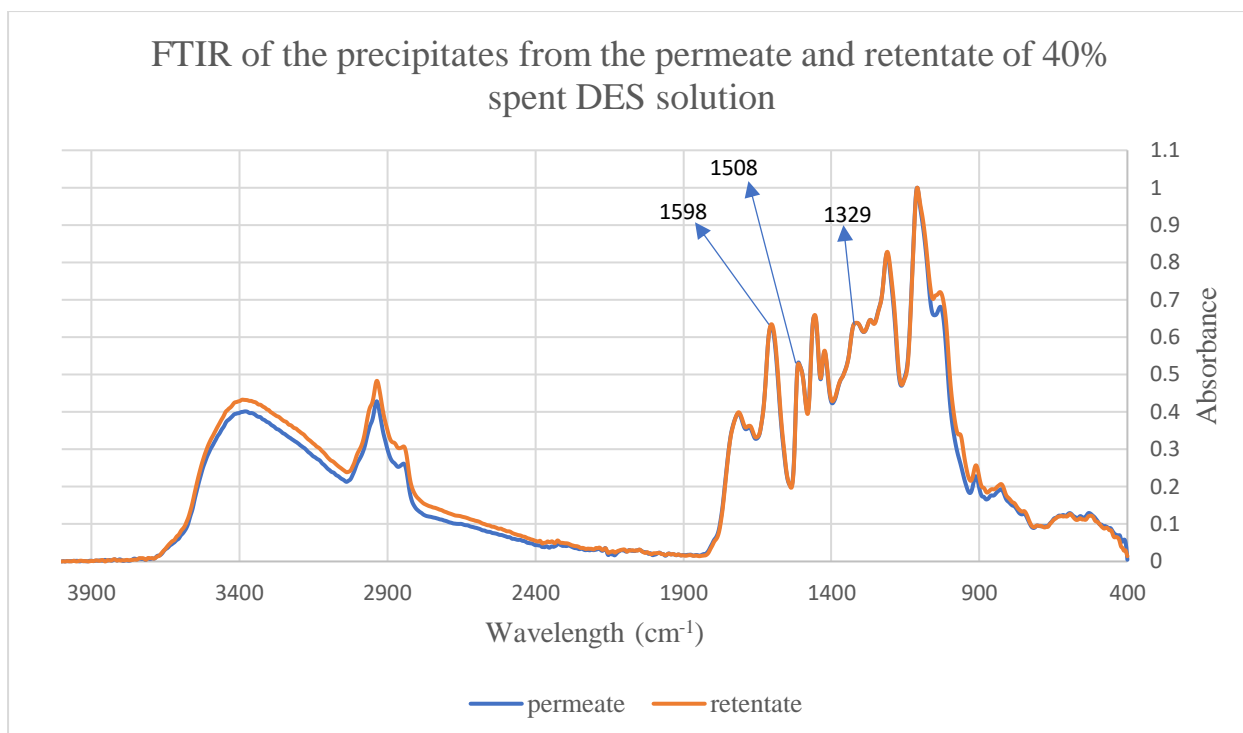 FTIR of the precipitates from the permeate and retentate of 40%
spent DES solution
1508
1598
1329
1.1
1
0.9
0.8
0.7
0.6
0.5
0.4
0.3
0.2
0.1
0
Absorbance
3900 3400 2900 2400 1900 1400 900 400
Wavelength (cm-1)
permeate retentate